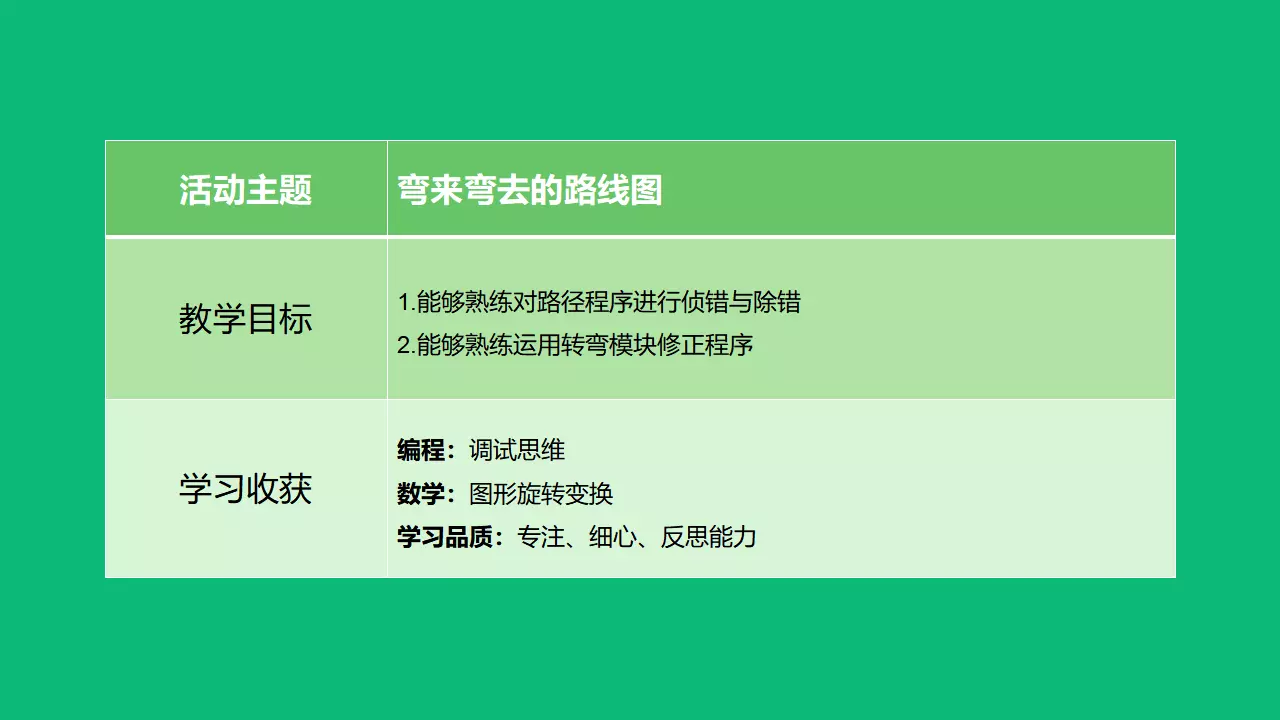 活动主题
弯来弯去的路线图
教学目标
1.能够熟练对路径程序进行侦错与除错
2.能够熟练运用转弯模块修正程序
学习收获
编程：调试思维
数学：图形旋转变换
学习品质：专注、细心、反思能力